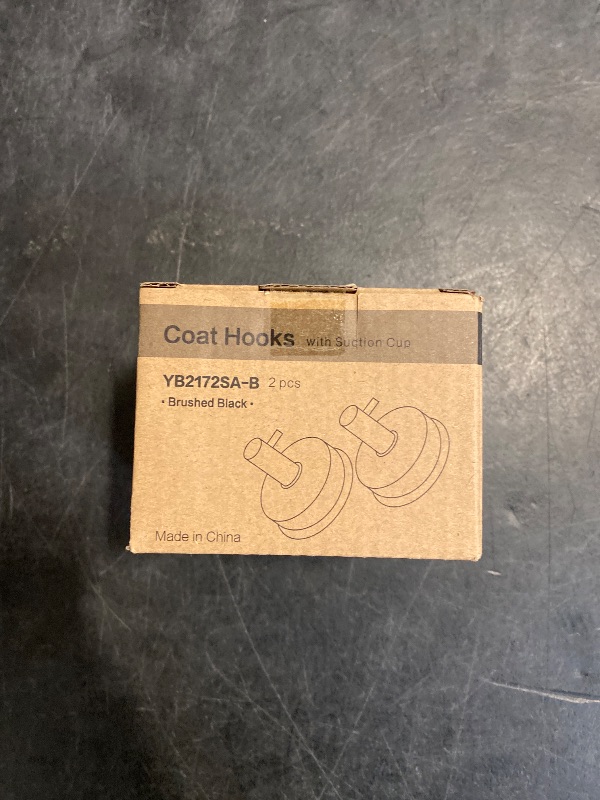 Coat Hooks with Suction Cup
YB2172SA-B 2 pcs
• Brushed Black •
Made in China